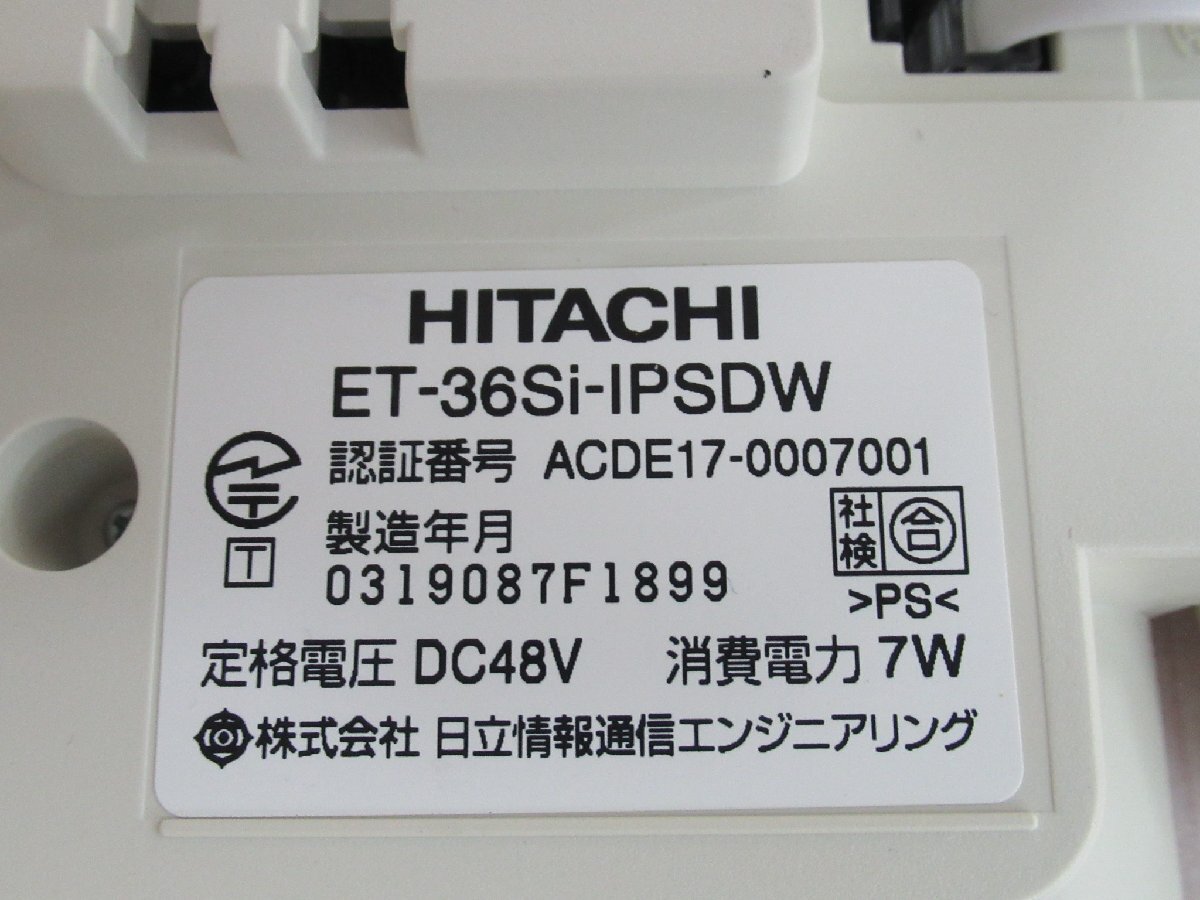 HITACHI
ET-36Si-IPSDW
認証番号 ACDE17-0007001
T
製造年月
0319087F1899
社検 合
>PS<
定格電圧 DC48V 消費電力 7W
株式会社 日立情報通信エンジニアリング